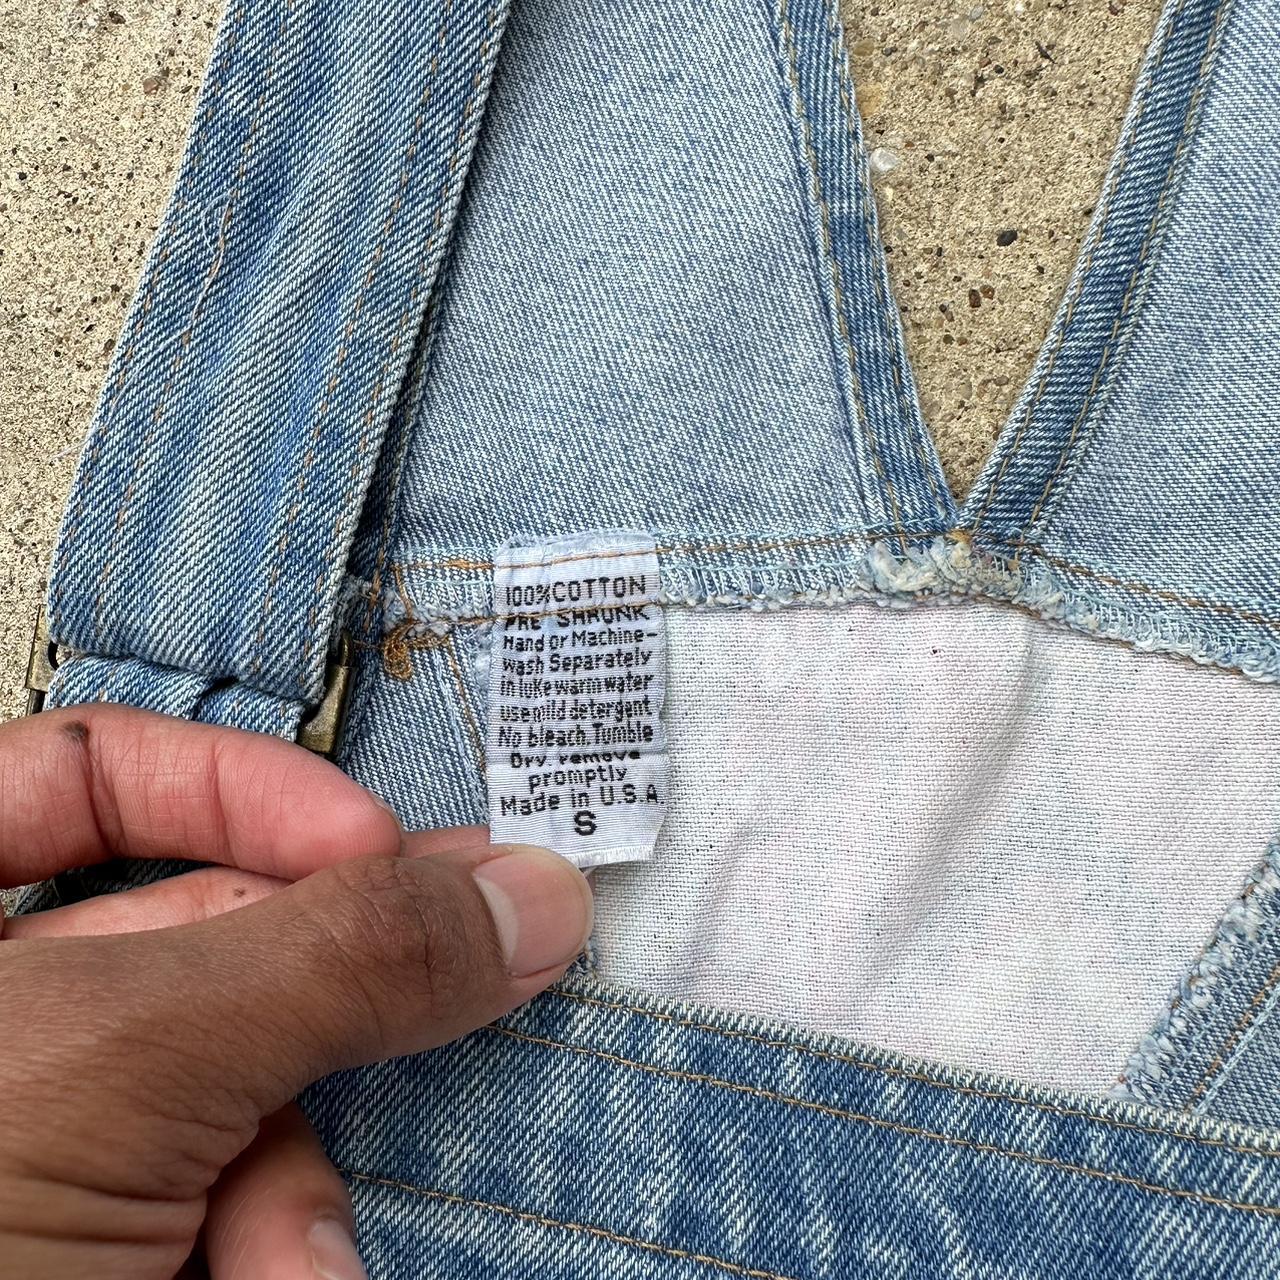 100%COTTON
PRE SHRUNK
Hand or Machine-
wash Separately
in luke warm water
use mild detergent
No bleach. Tumble
Dry. remove
promptly
Made in U.S.A.
S